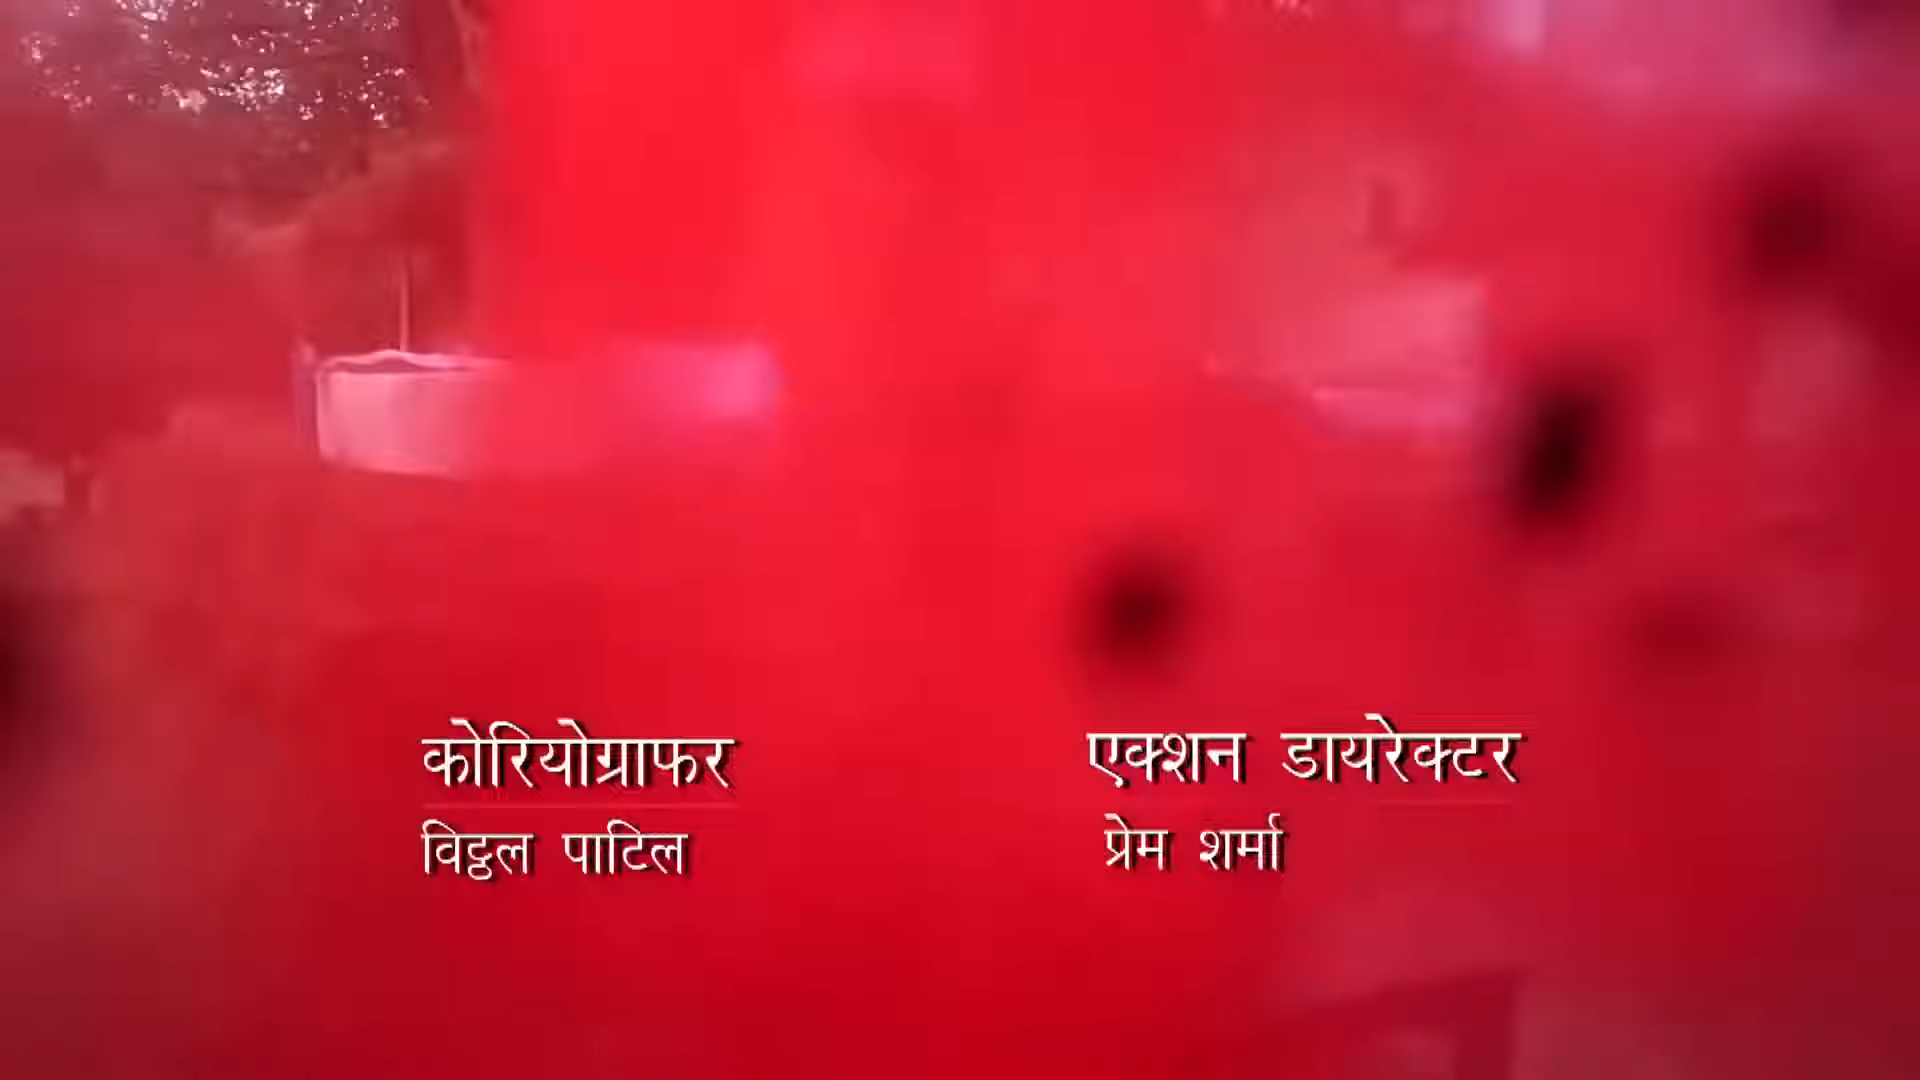 कोरियोग्राफर
विठ्ठल पाटिल
एक्शन डायरेक्टर
प्रेम शर्मा